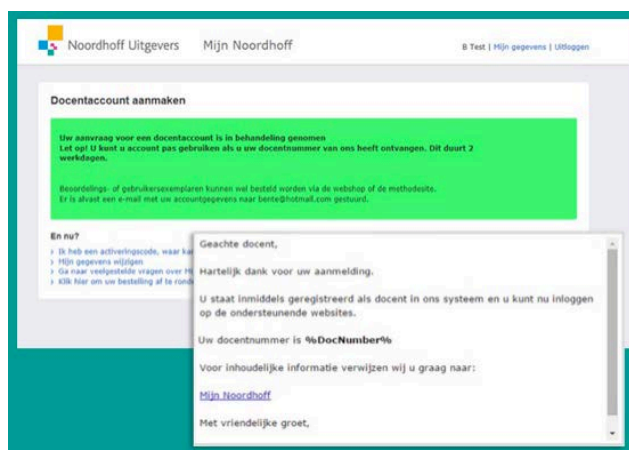 Noordhoff Uitgevers
Mijn Noordhoff
B Test | Mijn gegevens | Uitloggen
Docentaccount aanmaken
Uw aanvraag voor een docentaccount is in behandeling genomen
Let op! U kunt u account pas gebruiken als u uw docentnummer van ons heeft ontvangen. Dit duurt 2
werkdagen.
Beoordelings- of gebruikersexemplaren kunnen wel besteld worden via de webshop of de methodesite.
Er is alvast een e-mail met uw accountgegevens naar bente@hotmail.com gestuurd.
En nu?
› Ik heb een activeringscode, waar
› Mijn gegevens wijzigen
› Ga naar veelgestelde vragen over
› Klik hier om uw bestelling af te
Geachte docent,
Hartelijk dank voor uw aanmelding.
U staat inmiddels geregistreerd als docent in ons systeem en u kunt nu inloggen
op de ondersteunende websites.
Uw docentnummer is %DocNumber%
Voor inhoudelijke informatie verwijzen wij u graag naar:
Mijn Noordhoff
Met vriendelijke groet,